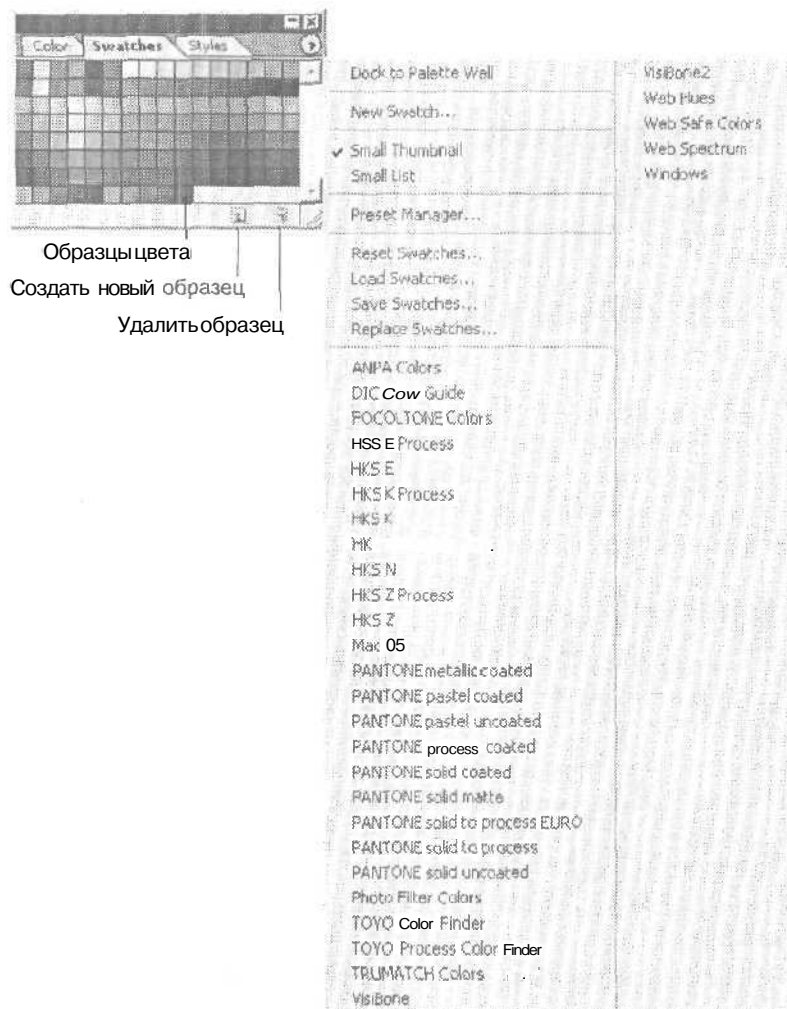 Color Swatches Styles
Образцы цвета
Создать новый образец
Удалить образец
Dock to Palette Well
New Swatch...
Small Thumbnail
Small List
Preset Manager...
Reset Swatches...
Load Swatches...
Save Swatches...
Replace Swatches...
ANPA Colors
DIC Cow Guide
FOCOLTONE Colors
HSS E Process
HKS E
HKS K Process
HKS K
HK
HKS N
HKS Z Process
HKS Z
Mac 05
PANTONE metallic coated
PANTONE pastel coated
PANTONE pastel uncoated
PANTONE process coated
PANTONE solid coated
PANTONE solid matte
PANTONE solid to process EURO
PANTONE solid to process
PANTONE solid uncoated
Photo Filter Colors
TOYO Color Finder
TOYO Process Color Finder
TRUMATCH Colors
VisiBone
VisiBone2
Web Hues
Web Safe Colors
Web Spectrum
Windows